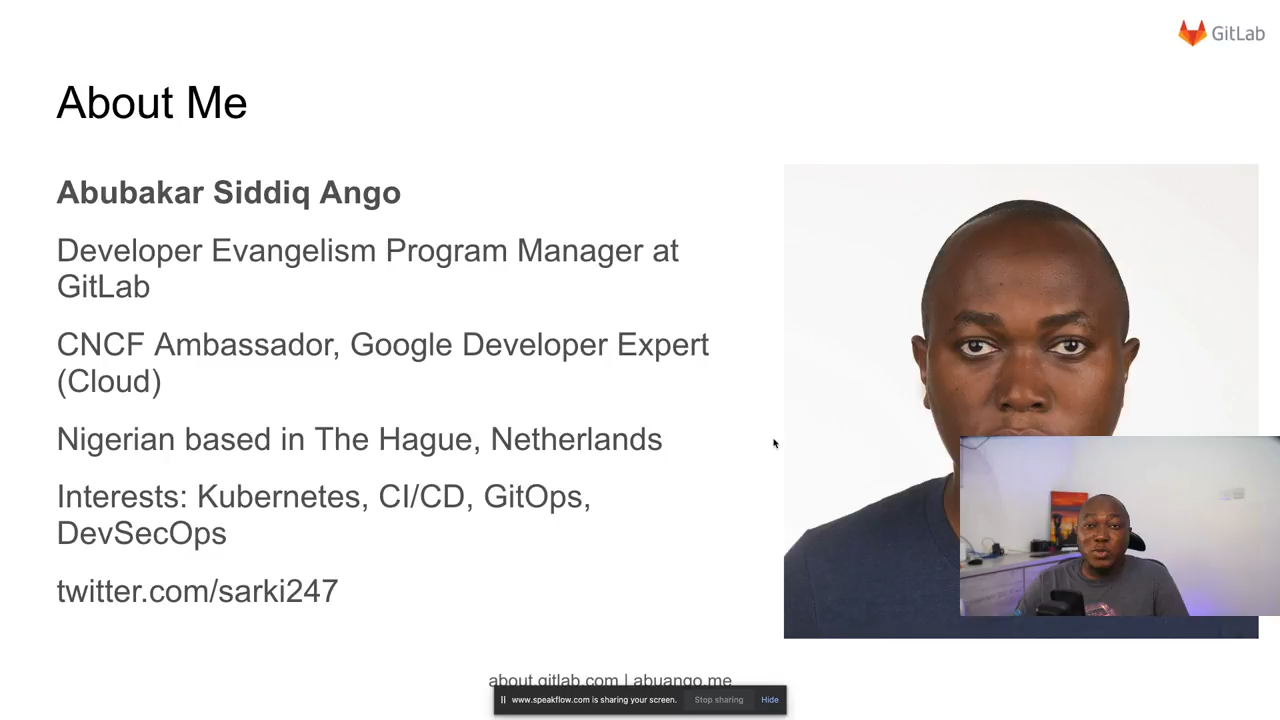 GitLab
About Me
Abubakar Siddiq Ango
Developer Evangelism Program Manager at
GitLab
CNCF Ambassador, Google Developer Expert
(Cloud)
Nigerian based in The Hague, Netherlands
Interests: Kubernetes, CI/CD, GitOps,
DevSecOps
twitter.com/sarki247
about.gitlab.com | abuango.me
www.speakflow.com is sharing your screen. Stop sharing Hide